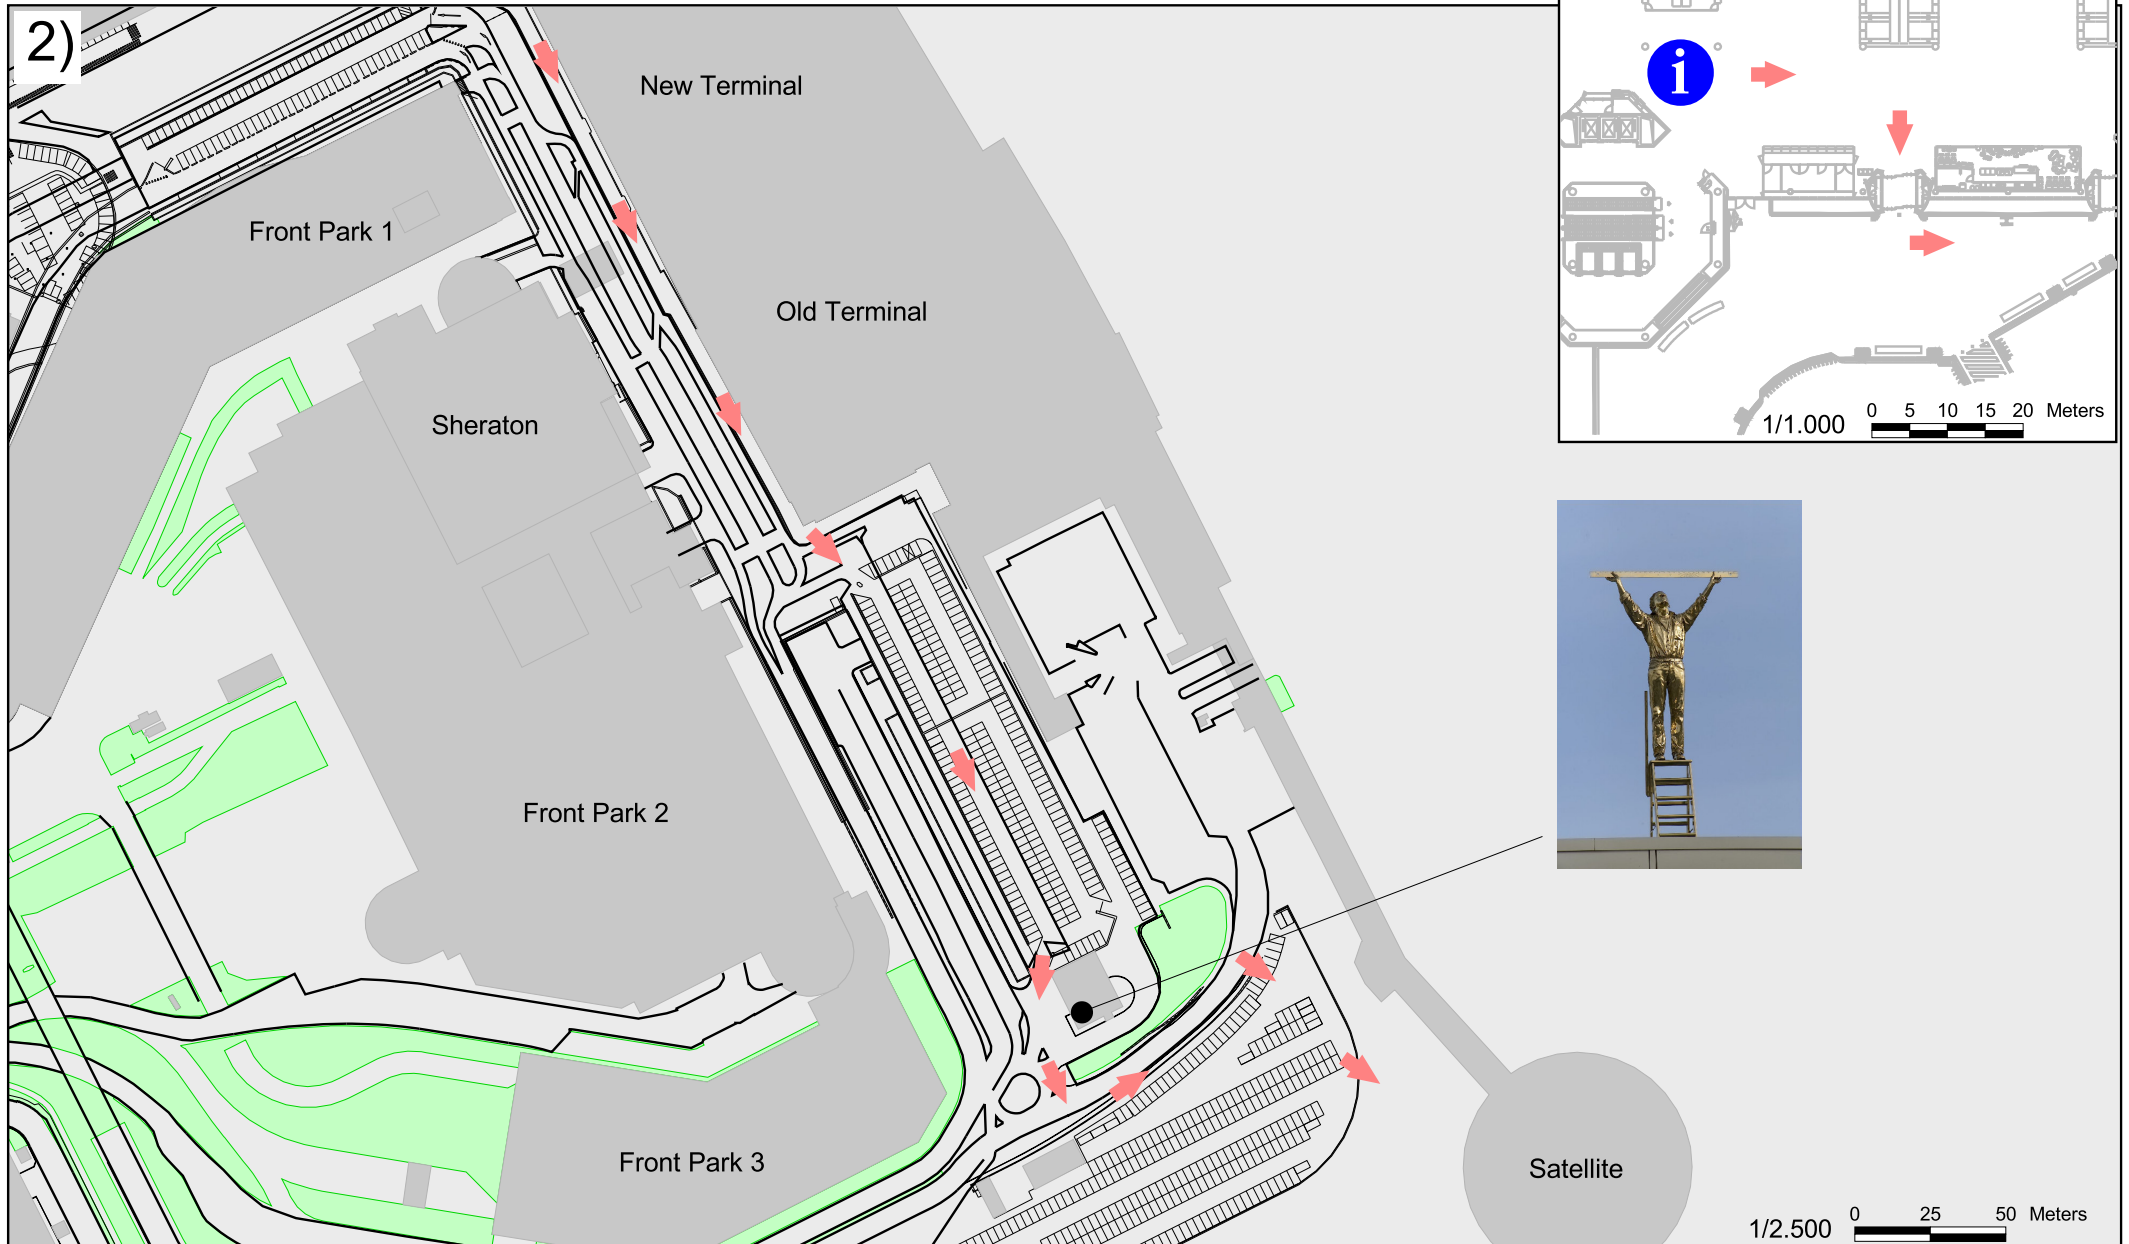 2)
New Terminal
i
Front Park 1
Old Terminal
Sheraton
0 5 10 15 20 Meters
1/1.000
Front Park 2
Front Park 3
Satellite
0 25 50 Meters
1/2.500